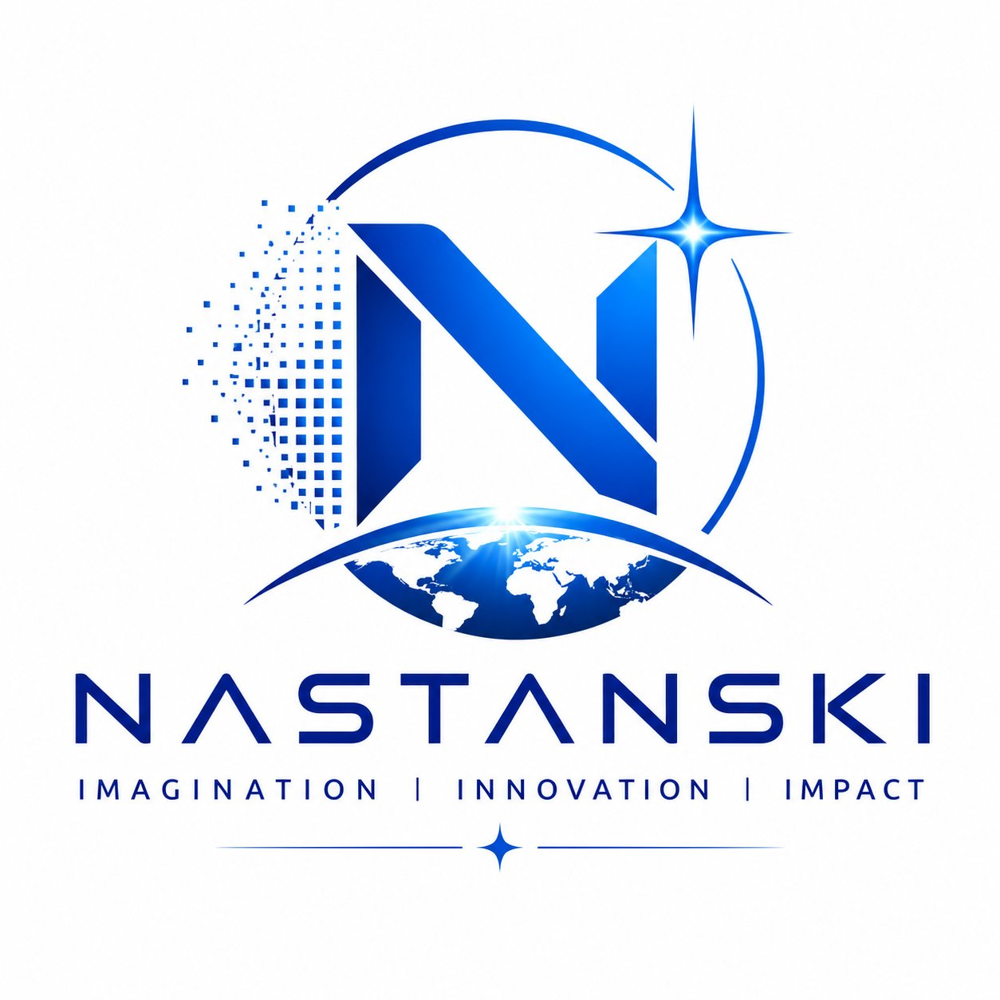 N
NASTANSKI
IMAGINATION | INNOVATION | IMPACT